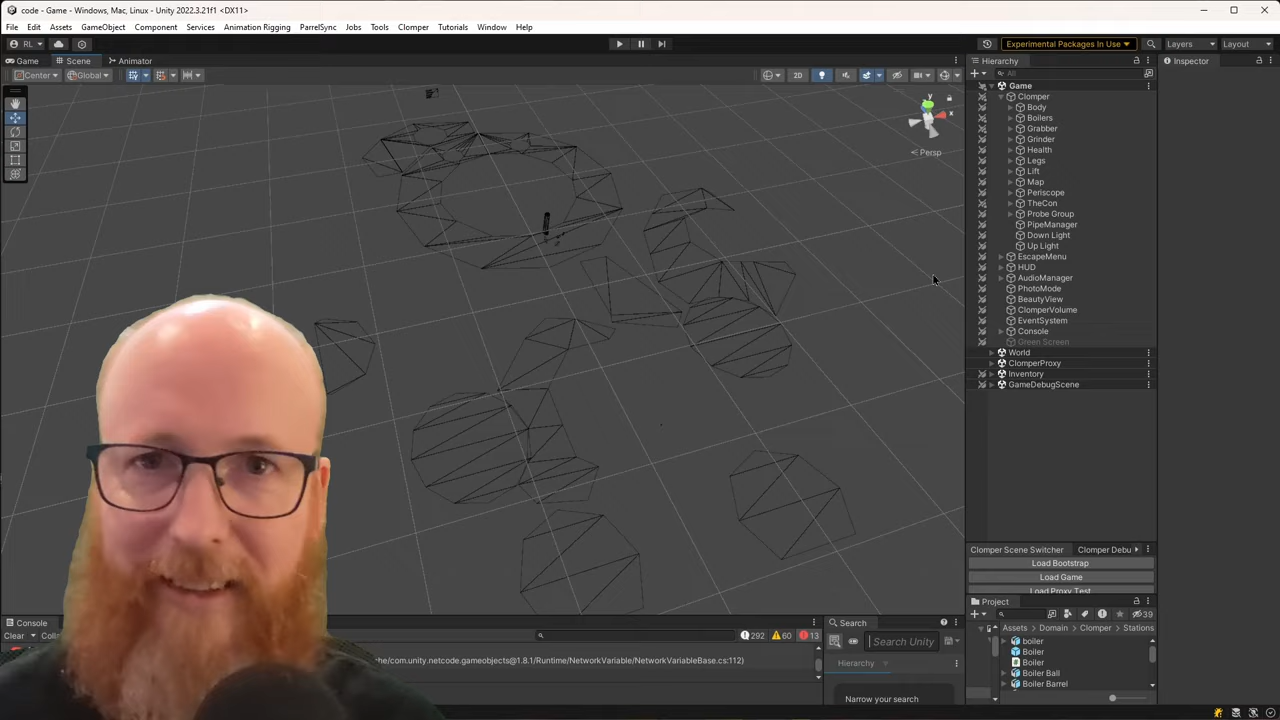 code - Game - Windows, Mac, Linux - Unity 2022.3.21f1 <DX11>
File Edit Assets GameObject Component Services Animation Rigging ParrelSync Jobs Tools Clomper Tutorials Window Help
RL
Experimental Packages In Use
Layers
Layout
Game Scene Animator
Center Global
2D
y
x
Persp
Hierarchy
All
Game
Clomper
Body
Boilers
Grabber
Grinder
Health
Legs
Lift
Map
Periscope
TheCon
Probe Group
PipeManager
Down Light
Up Light
EscapeMenu
HUD
AudioManager
PhotoMode
BeautyView
ClomperVolume
EventSystem
Console
Green Screen
World
ClomperProxy
Inventory
GameDebugScene
Inspector
Clomper Scene Switcher Clomper Debu
Load Bootstrap
Load Game
Load Proxy Test
Project
39
Assets Domain Clomper Stations
boiler
Boiler
Boiler
Boiler Ball
Boiler Barrel
Console
Clear
292 60 13
che/com.unity.netcode.gameobjects@1.8.1/Runtime/NetworkVariable/NetworkVariableBase.cs:112)
Search
Search Unity
Hierarchy
Narrow your search